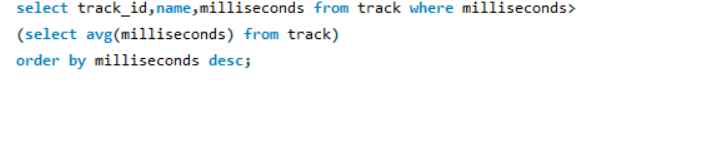 select track_id,name,milliseconds from track where milliseconds>
(select avg(milliseconds) from track)
order by milliseconds desc;